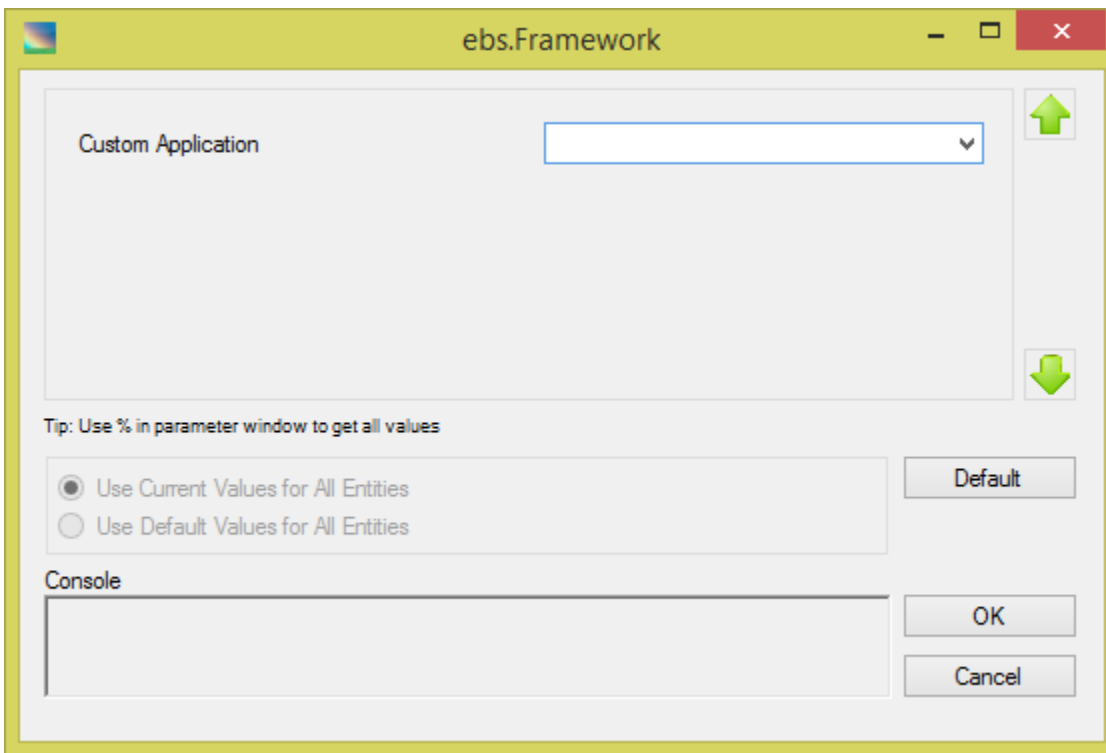 ebs.Framework
Custom Application
Tip: Use % in parameter window to get all values
Use Current Values for All Entities
Default
Use Default Values for All Entities
Console
OK
Cancel